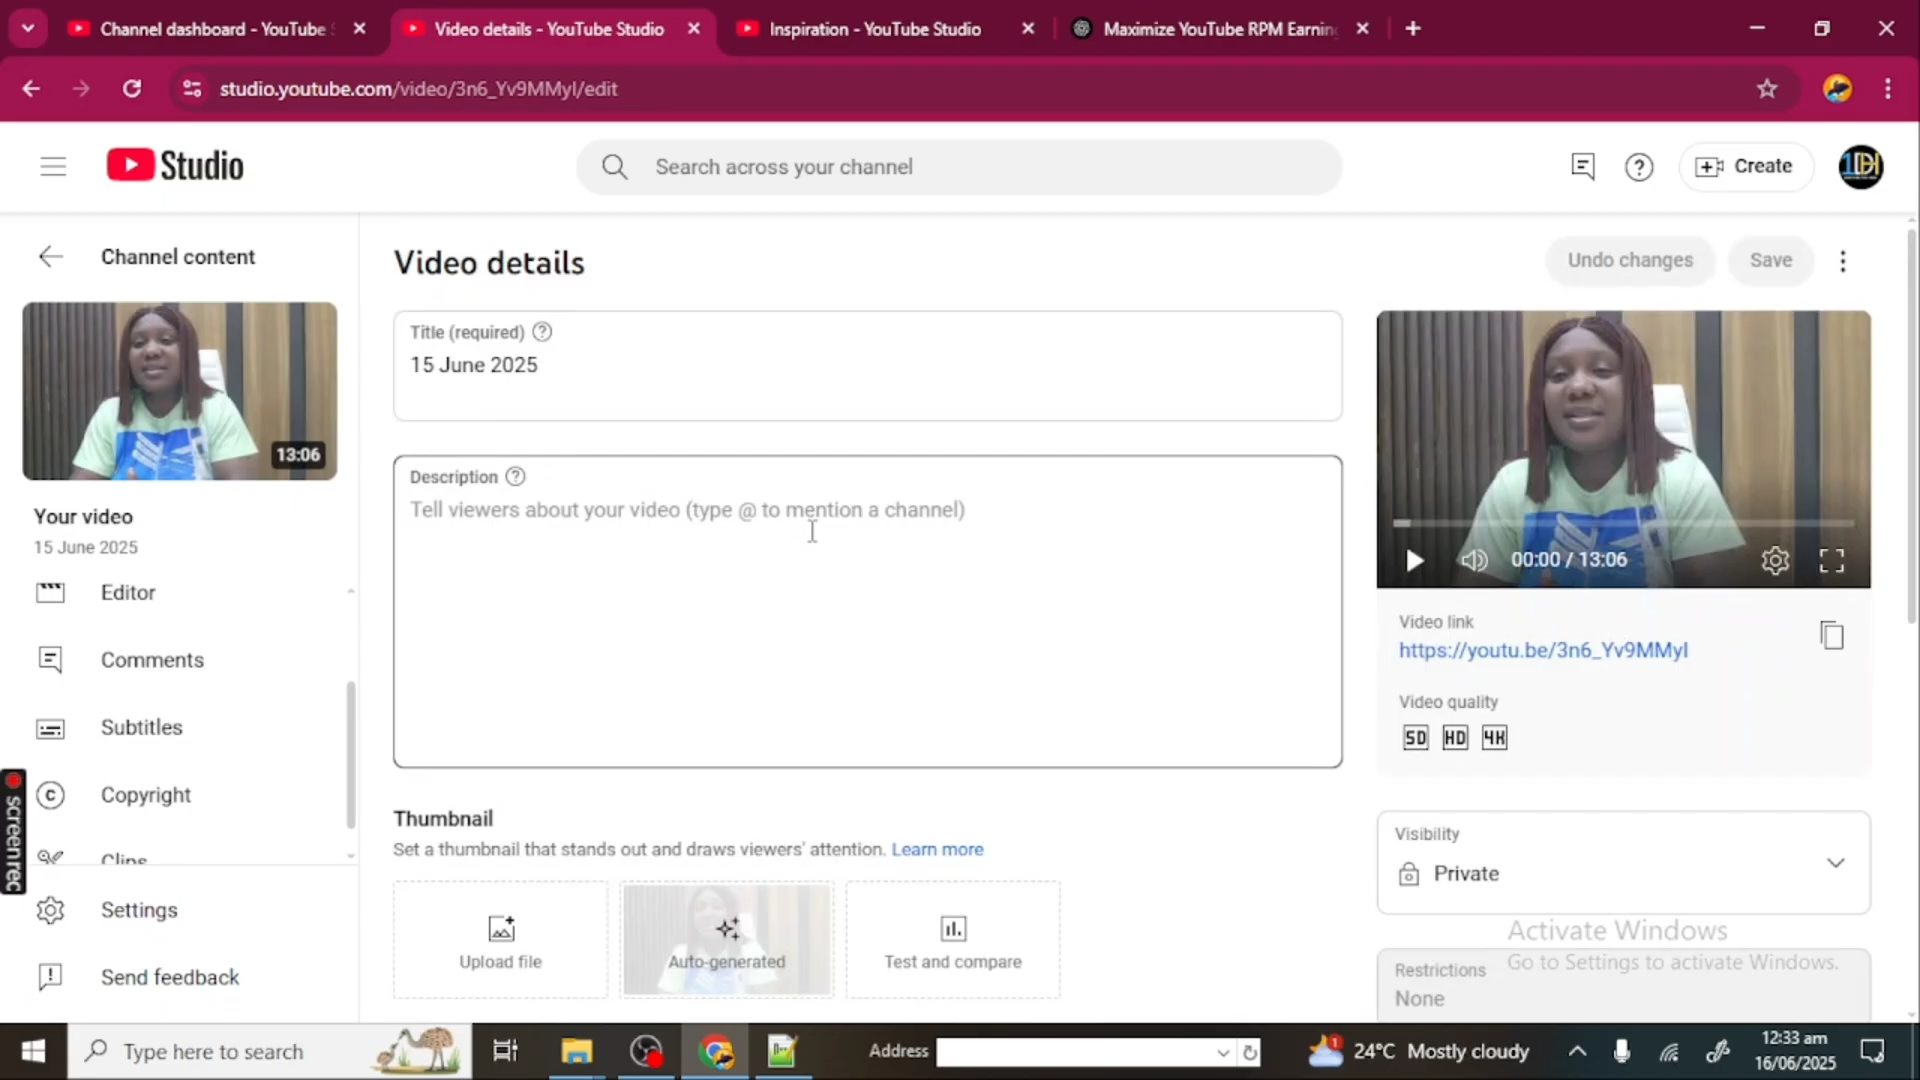 Channel dashboard - YouTube S
Video details - YouTube Studio
Inspiration - YouTube Studio
Maximize YouTube RPM Earnin
studio.youtube.com/video/3n6_Yv9MMyI/edit
Studio
Search across your channel
Create
Channel content
Video details
Undo changes
Save
Title (required)
15 June 2025
13:06
Description
Tell viewers about your video (type @ to mention a channel)
Your video
15 June 2025
00:00 / 13:06
Editor
Comments
Subtitles
Copyright
Clips
Settings
Send feedback
Video link
https://youtu.be/3n6_Yv9MMyI
Video quality
SD HD 4K
Thumbnail
Set a thumbnail that stands out and draws viewers' attention. Learn more
Upload file
Auto-generated
Test and compare
Visibility
Private
Restrictions
None
Activate Windows
Go to Settings to activate Windows.
screenrec
Type here to search
Address
1
24°C Mostly cloudy
12:33 am
16/06/2025